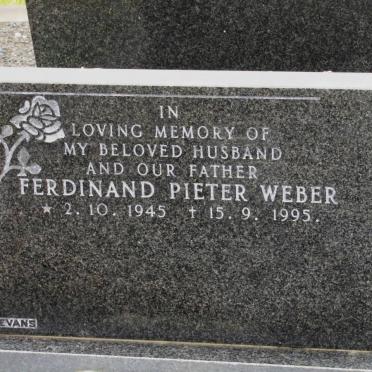 IN
LOVING MEMORY OF
MY BELOVED HUSBAND
AND OUR FATHER
FERDINAND PIETER WEBER
★ 2. 10. 1945 ✝ 15. 9. 1995.
EVANS